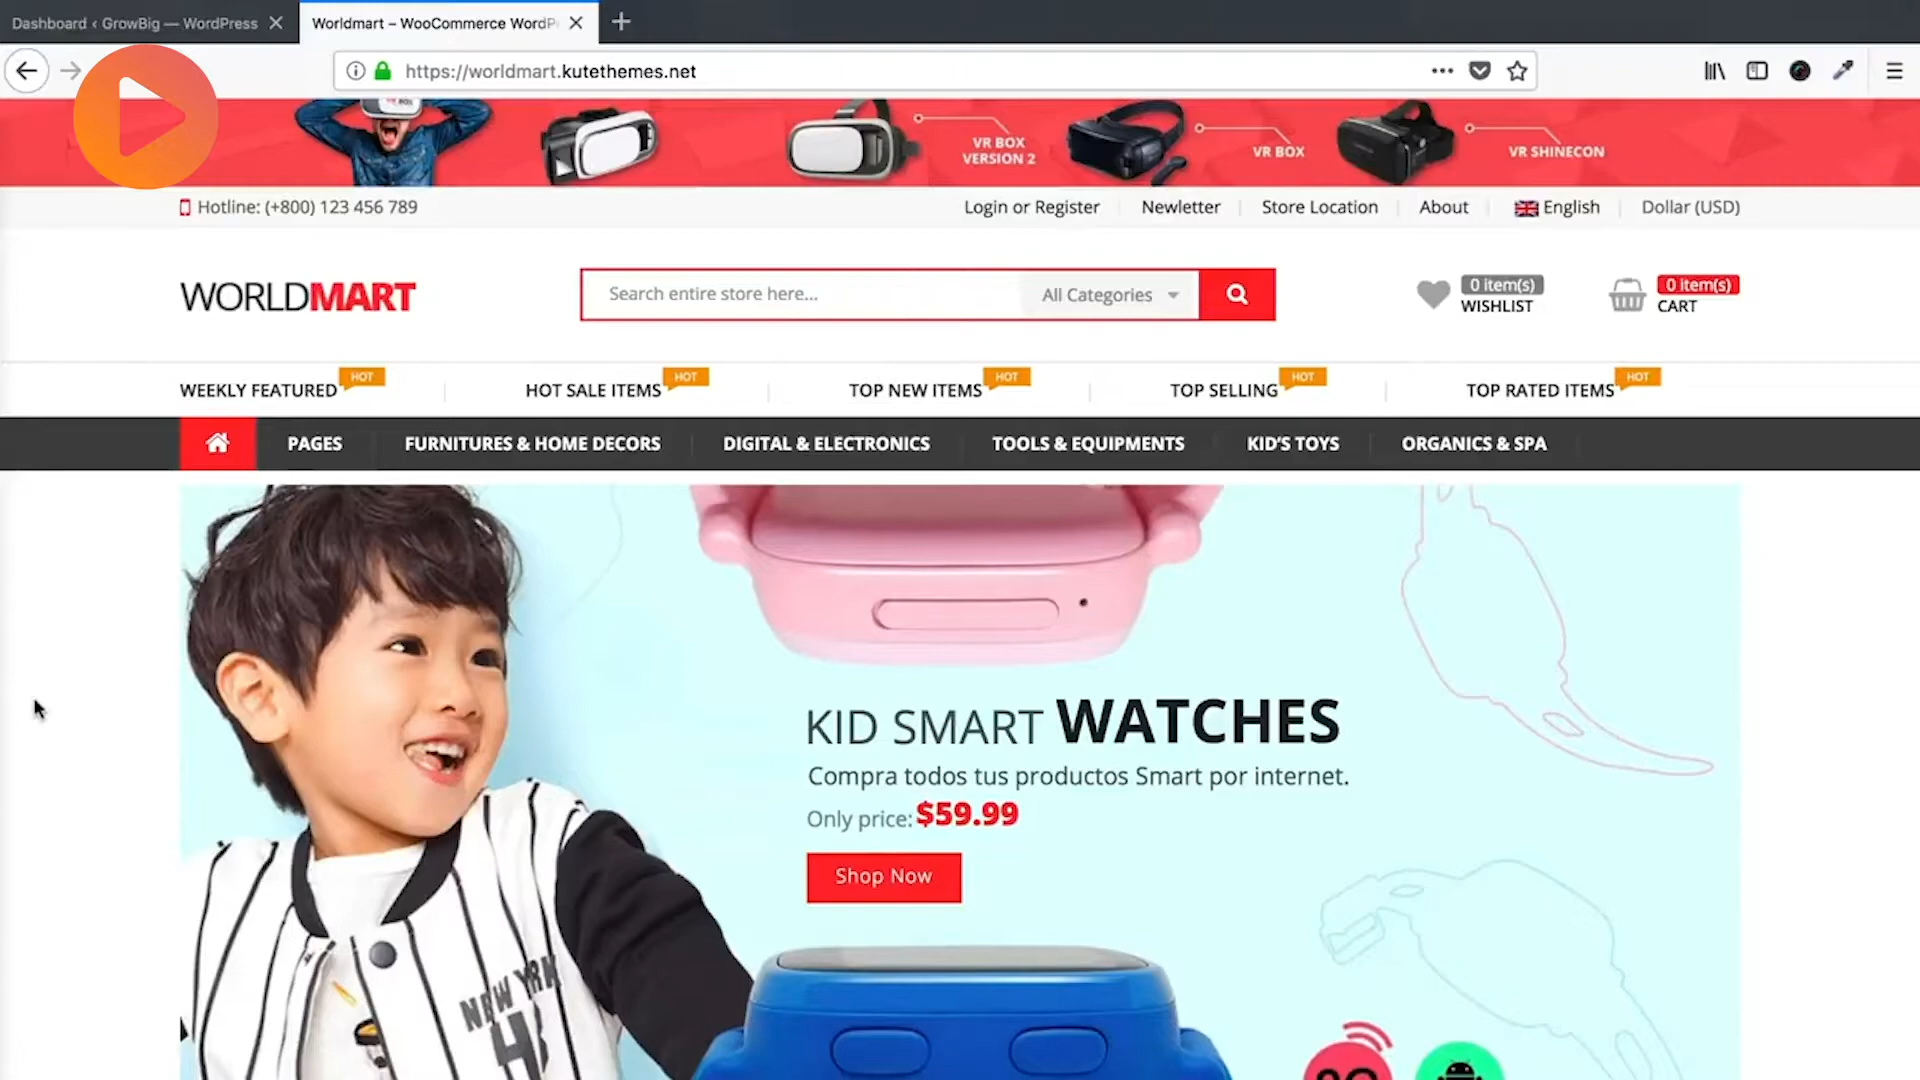 Dashboard ‹ GrowBig — WordPress
Worldmart – WooCommerce WordP
https://worldmart.kutethemes.net
VR BOX
VR BOX
VERSION 2
VR BOX
VR SHINECON
Hotline: (+800) 123 456 789
Login or Register
Newletter
Store Location
About
English
Dollar (USD)
WORLDMART
Search entire store here...
All Categories
0 item(s)
WISHLIST
0 item(s)
CART
WEEKLY FEATURED HOT
HOT SALE ITEMS HOT
TOP NEW ITEMS HOT
TOP SELLING HOT
TOP RATED ITEMS HOT
PAGES
FURNITURES & HOME DECORS
DIGITAL & ELECTRONICS
TOOLS & EQUIPMENTS
KID'S TOYS
ORGANICS & SPA
KID SMART WATCHES
Compra todos tus productos Smart por internet.
Only price: $59.99
Shop Now
NEW YRK